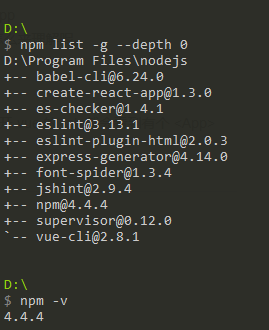 D:\
$ npm list -g --depth 0
D:\Program Files\nodejs
+-- babel-cli@6.24.0
+-- create-react-app@1.3.0
+-- es-checker@1.4.1
+-- eslint@3.13.1
+-- eslint-plugin-html@2.0.3
+-- express-generator@4.14.0
+-- font-spider@1.3.4
+-- jshint@2.9.4
+-- npm@4.4.4
+-- supervisor@0.12.0
`-- vue-cli@2.8.1
D:\
$ npm -v
4.4.4